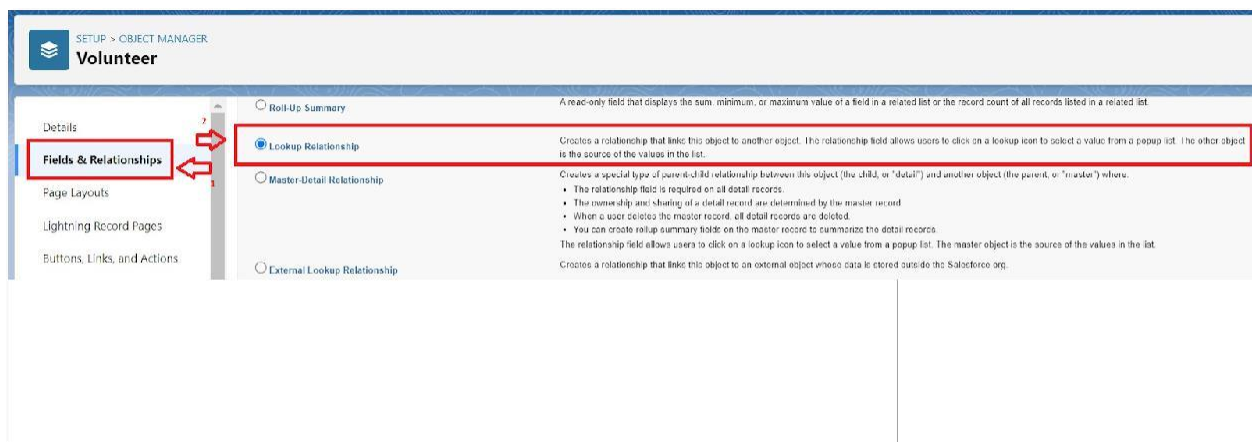 SETUP > OBJECT MANAGER
Volunteer
Details
Fields & Relationships
Page Layouts
Lightning Record Pages
Buttons, Links, and Actions
2
1
Roll-Up Summary
A read-only field that displays the sum, minimum, or maximum value of a field in a related list or the record count of all records listed in a related list.
Lookup Relationship
Creates a relationship that links this object to another object. The relationship field allows users to click on a lookup icon to select a value from a popup list. The other object
is the source of the values in the list.
Master-Detail Relationship
Creates a special type of parent-child relationship between this object (the child, or "detail") and another object (the parent, or "master") where:
• The relationship field is required on all detail records.
• The ownership and sharing of a detail record are determined by the master record.
• When a user deletes the master record, all detail records are deleted.
• You can create rollup summary fields on the master record to summarize the detail records.
The relationship field allows users to click on a lookup icon to select a value from a popup list. The master object is the source of the values in the list.
External Lookup Relationship
Creates a relationship that links this object to an external object whose data is stored outside the Salesforce org.